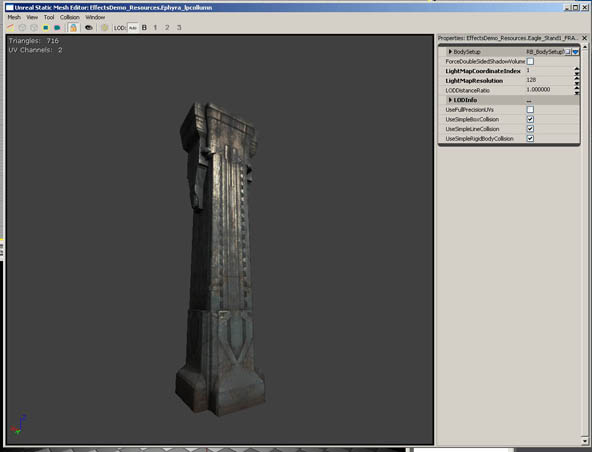 Unreal Static Mesh Editor: EffectsDemo_Resources.Ephyra_lpcollumn
Mesh View Tool Collision Window
LOD: Auto B 1 2 3
Triangles: 716
UV Channels: 2
Properties: EffectsDemo_Resources.Eagle_Stand1_FRA...
BodySetup RB_BodySetup
ForceDoubleSidedShadowVolume
LightMapCoordinateIndex 1
LightMapResolution 128
LODDistanceRatio 1.000000
LODInfo ...
UseFullPrecisionUVs
UseSimpleBoxCollision
UseSimpleLineCollision
UseSimpleRigidBodyCollision